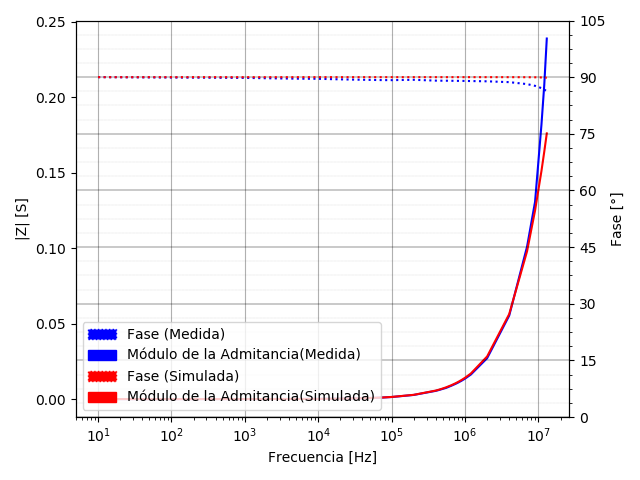 0.25
0.20
0.15
0.10
0.05
0.00
|Z| [S]
105
90
75
60
45
30
15
0
Fase [°]
Fase (Medida)
Módulo de la Admitancia(Medida)
Fase (Simulada)
Módulo de la Admitancia(Simulada)
10¹ 10² 10³ 10⁴ 10⁵ 10⁶ 10⁷
Frecuencia [Hz]